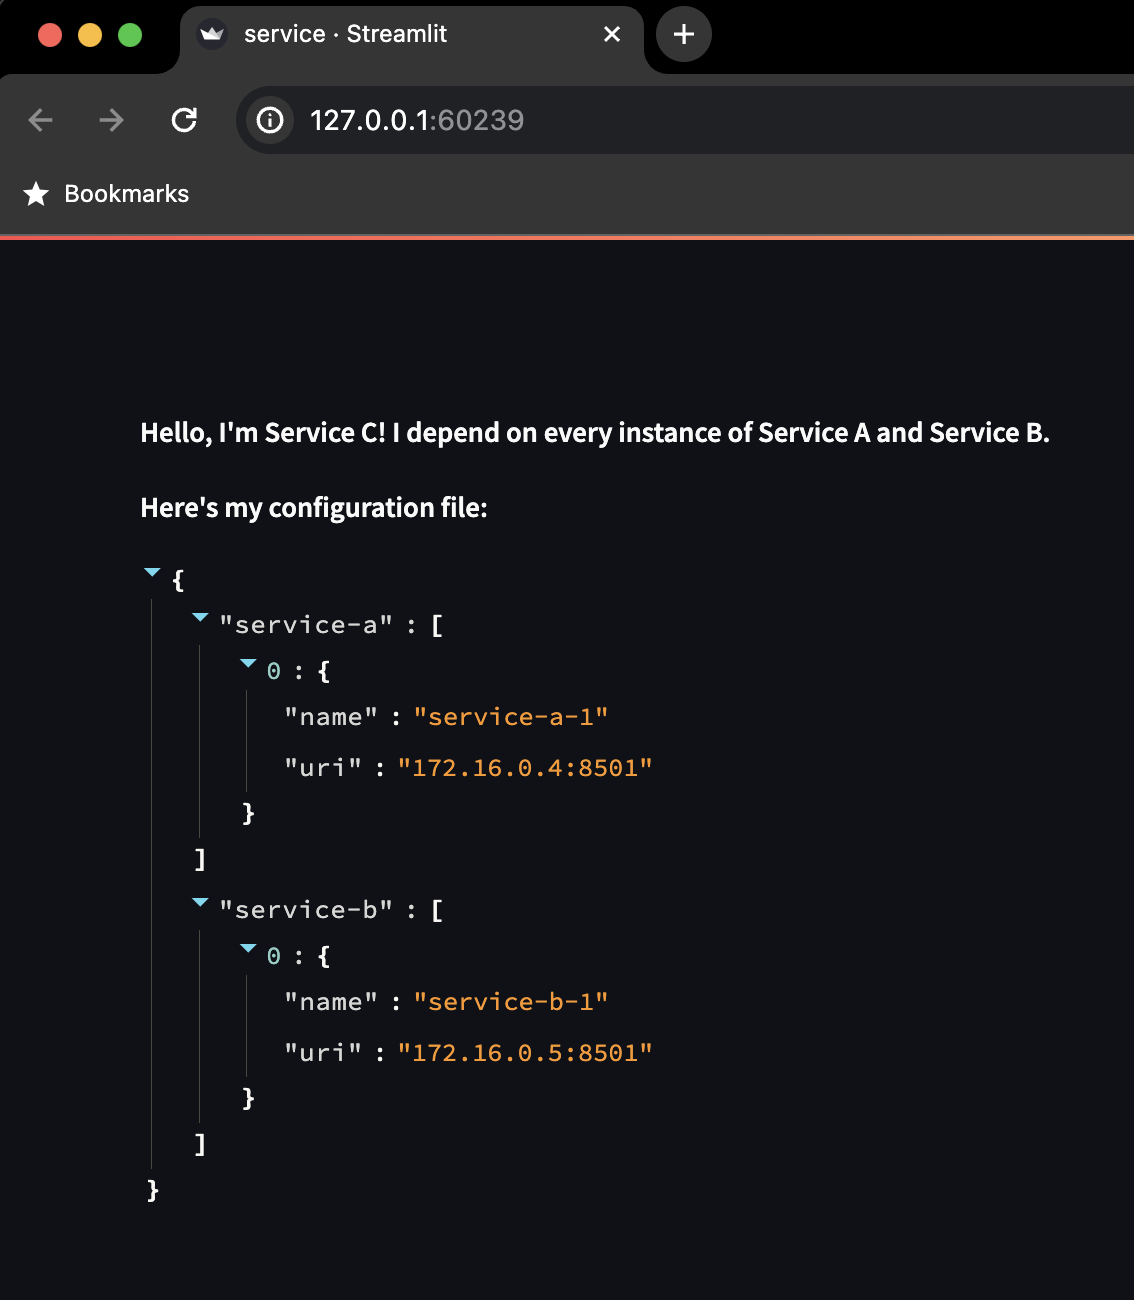 service · Streamlit
127.0.0.1:60239
Bookmarks
Hello, I'm Service C! I depend on every instance of Service A and Service B.
Here's my configuration file:
{
"service-a" : [
0 : {
"name" : "service-a-1"
"uri" : "172.16.0.4:8501"
}
]
"service-b" : [
0 : {
"name" : "service-b-1"
"uri" : "172.16.0.5:8501"
}
]
}